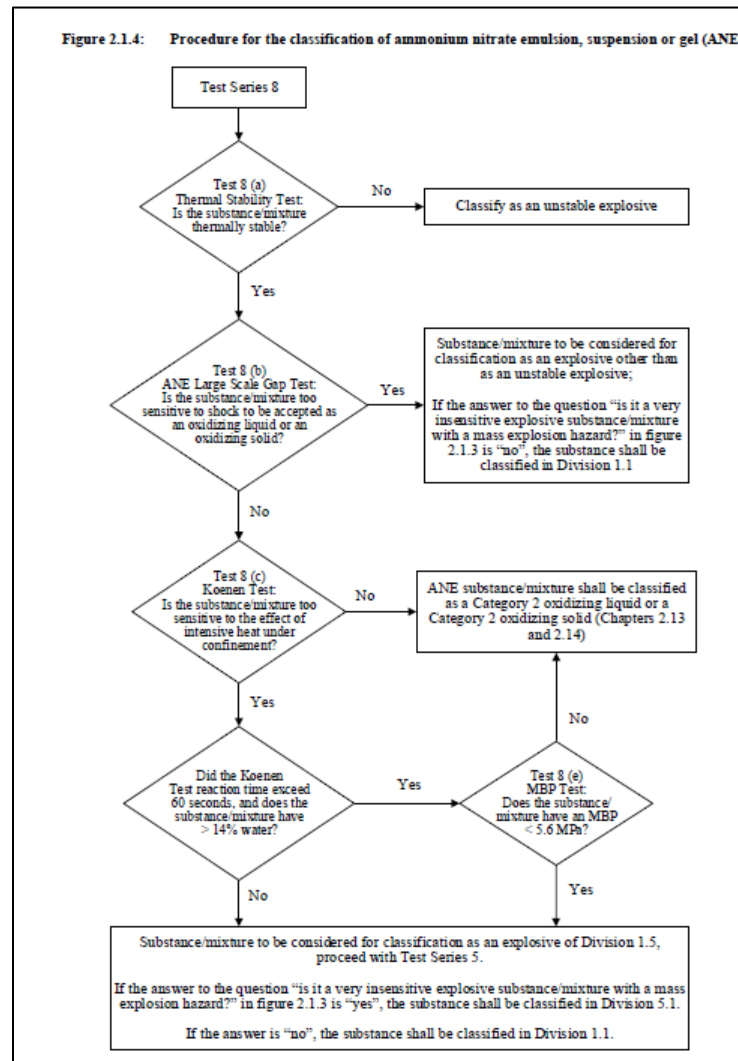 Figure 2.1.4: Procedure for the classification of ammonium nitrate emulsion, suspension or gel (ANE
Test Series 8
Test 8 (a)
Thermal Stability Test:
Is the substance/mixture
thermally stable?
No
Classify as an unstable explosive
Yes
Test 8 (b)
ANE Large Scale Gap Test:
Is the substance/mixture too
sensitive to shock to be accepted as
an oxidizing liquid or an
oxidizing solid?
Yes
Substance/mixture to be considered for
classification as an explosive other than
as an unstable explosive;
If the answer to the question “is it a very
insensitive explosive substance/mixture
with a mass explosion hazard?” in figure
2.1.3 is “no”, the substance shall be
classified in Division 1.1
No
Test 8 (c)
Koenen Test:
Is the substance/mixture too
sensitive to the effect of
intensive heat under
confinement?
No
ANE substance/mixture shall be classified
as a Category 2 oxidizing liquid or a
Category 2 oxidizing solid (Chapters 2.13
and 2.14)
Yes
No
Did the Koenen
Test reaction time exceed
60 seconds, and does the
substance/mixture have
> 14% water?
Yes
Test 8 (e)
MBP Test:
Does the substance/
mixture have an MBP
< 5.6 MPa?
No
Yes
Substance/mixture to be considered for classification as an explosive of Division 1.5,
proceed with Test Series 5.
If the answer to the question “is it a very insensitive explosive substance/mixture with a mass
explosion hazard?” in figure 2.1.3 is “yes”, the substance shall be classified in Division 5.1.
If the answer is “no”, the substance shall be classified in Division 1.1.